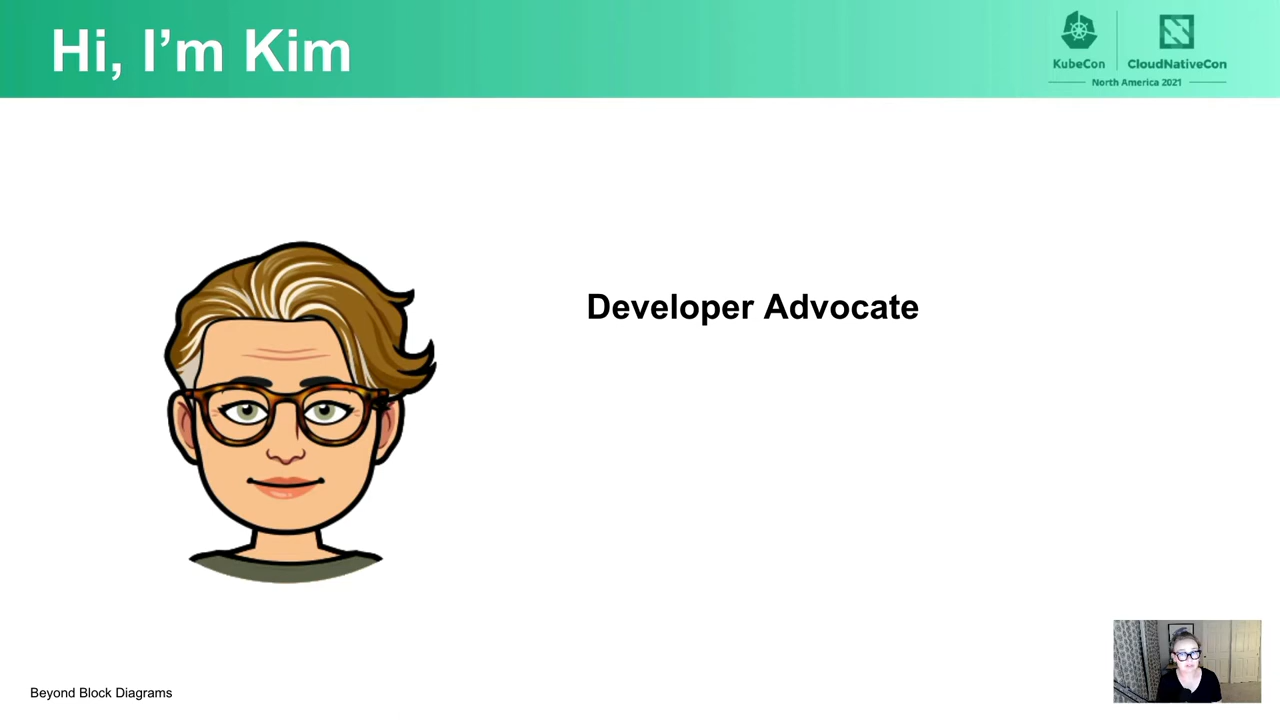 Hi, I’m Kim
KubeCon
CloudNativeCon
North America 2021
Developer Advocate
Beyond Block Diagrams